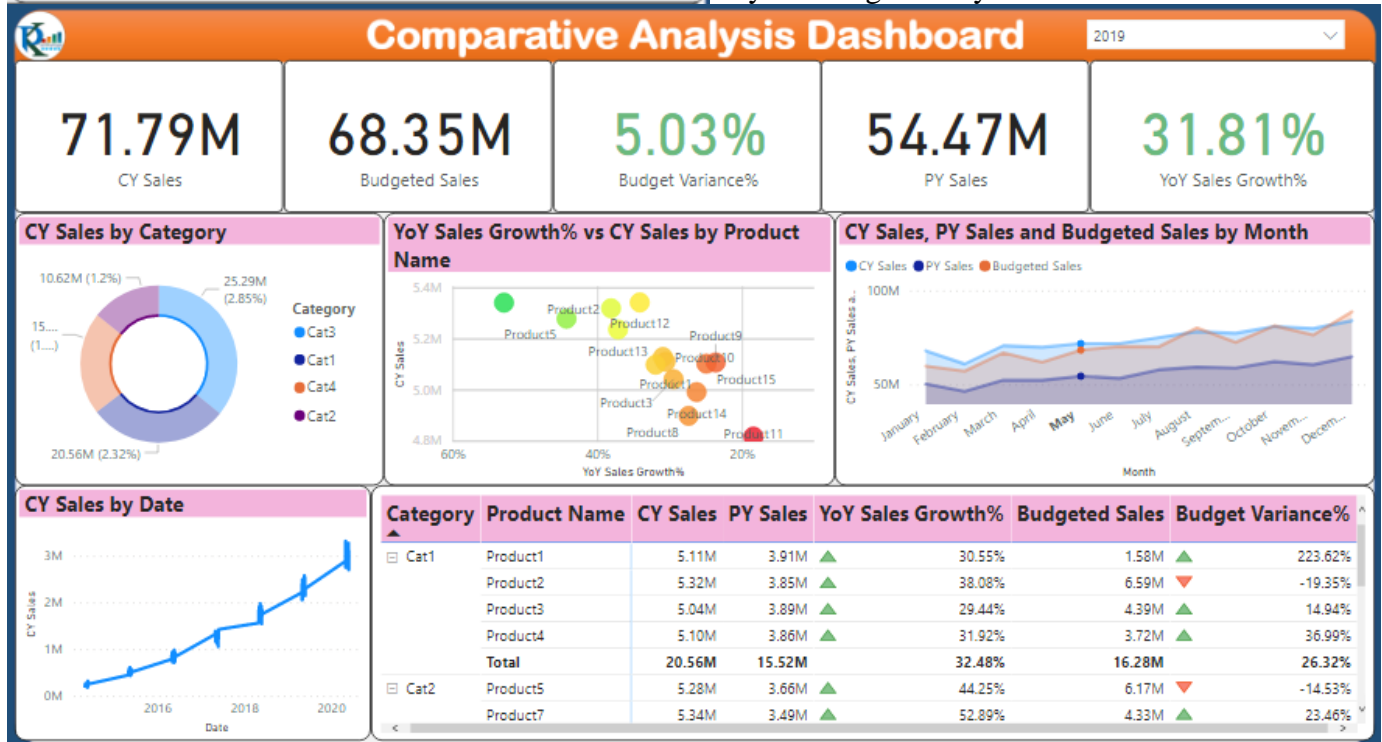 Comparative Analysis Dashboard
2019
71.79M
CY Sales
68.35M
Budgeted Sales
5.03%
Budget Variance%
54.47M
PY Sales
31.81%
YoY Sales Growth%
CY Sales by Category
10.62M (1.2%)
25.29M
(2.85%)
15....
(1....)
20.56M (2.32%)
Category
Cat3
Cat1
Cat4
Cat2
YoY Sales Growth% vs CY Sales by Product
Name
CY Sales
5.4M
5.2M
5.0M
4.8M
Product2
Product5
Product12
Product9
Product13
Product10
Product1
Product15
Product3
Product14
Product8
Product11
60%
40%
20%
YoY Sales Growth%
CY Sales, PY Sales and Budgeted Sales by Month
CY Sales PY Sales Budgeted Sales
CY Sales, PY Sales a..
100M
50M
January
February
March
April
May
June
July
August
Septem...
October
Novem...
Decem...
Month
CY Sales by Date
CY Sales
3M
2M
1M
0M
2016
2018
2020
Date
Category Product Name CY Sales PY Sales YoY Sales Growth% Budgeted Sales Budget Variance%
Cat1 Product1 5.11M 3.91M 30.55% 1.58M 223.62%
Product2 5.32M 3.85M 38.08% 6.59M -19.35%
Product3 5.04M 3.89M 29.44% 4.39M 14.94%
Product4 5.10M 3.86M 31.92% 3.72M 36.99%
Total 20.56M 15.52M 32.48% 16.28M 26.32%
Cat2 Product5 5.28M 3.66M 44.25% 6.17M -14.53%
Product7 5.34M 3.49M 52.89% 4.33M 23.46%